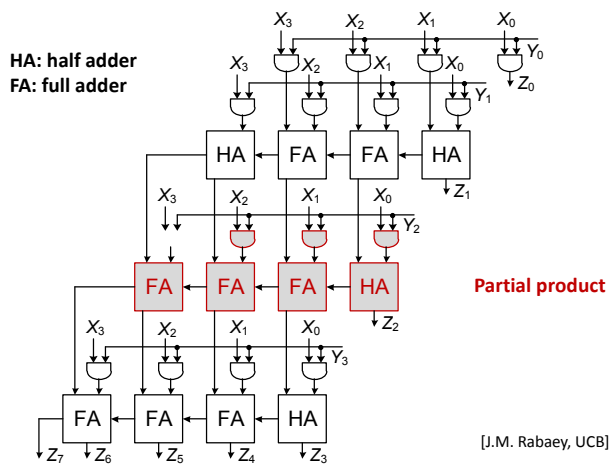 X3 X2 X1 X0
HA: half adder
FA: full adder
Y0
X3 X2 X1 X0
Z0
Y1
HA FA FA HA
Z1
X3 X2 X1 X0
Y2
FA FA FA HA
Partial product
Z2
X3 X2 X1 X0
Y3
FA FA FA HA
Z7 Z6 Z5 Z4 Z3
[J.M. Rabaey, UCB]